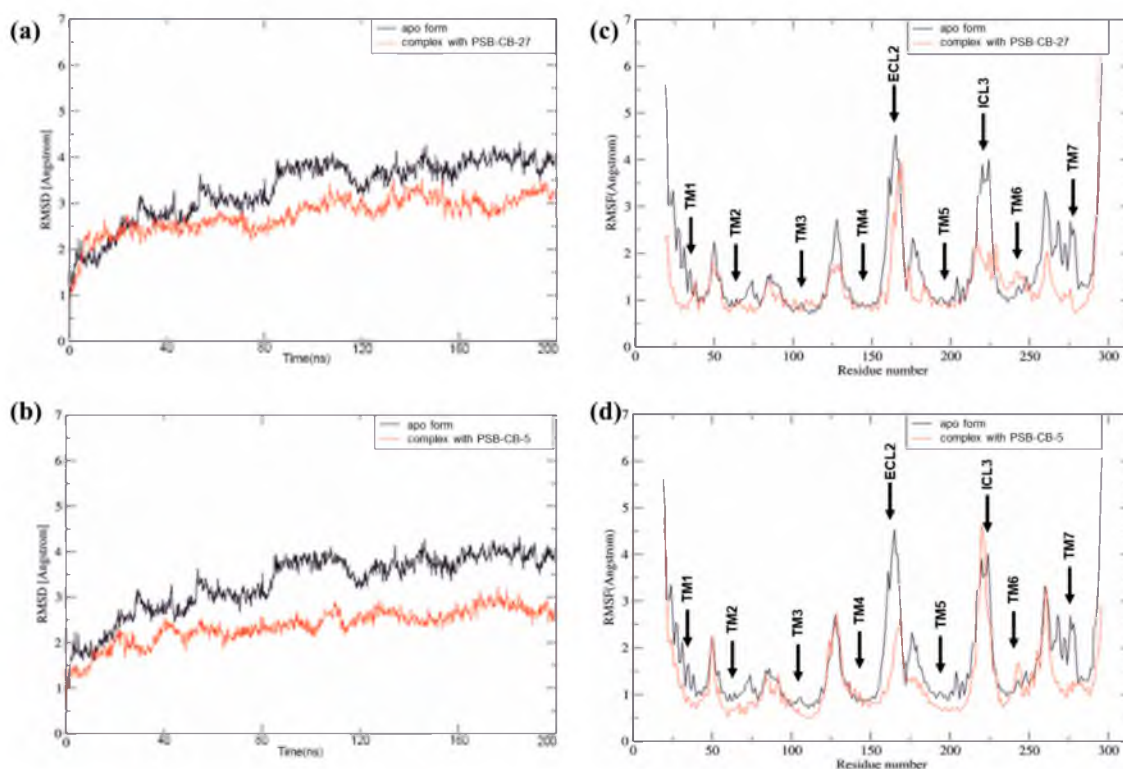 (a)
7
6
5
4
3
2
1
0
RMSD [Angstrom]
0 40 80 120 160 200
Time(ns)
apo form
complex with PSB-CB-27
(c)
7
6
5
4
3
2
1
0
RMSF(Angstrom)
50 100 150 200 250 300
Residue number
apo form
complex with PSB-CB-27
TM1
TM2
TM3
TM4
ECL2
TM5
ICL3
TM6
TM7
(b)
7
6
5
4
3
2
1
0
RMSD [Angstrom]
0 40 80 120 160 200
Time(ns)
apo form
complex with PSB-CB-5
(d)
7
6
5
4
3
2
1
0
RMSF(Angstrom)
50 100 150 200 250 300
Residue number
apo form
complex with PSB-CB-5
TM1
TM2
TM3
TM4
ECL2
TM5
ICL3
TM6
TM7